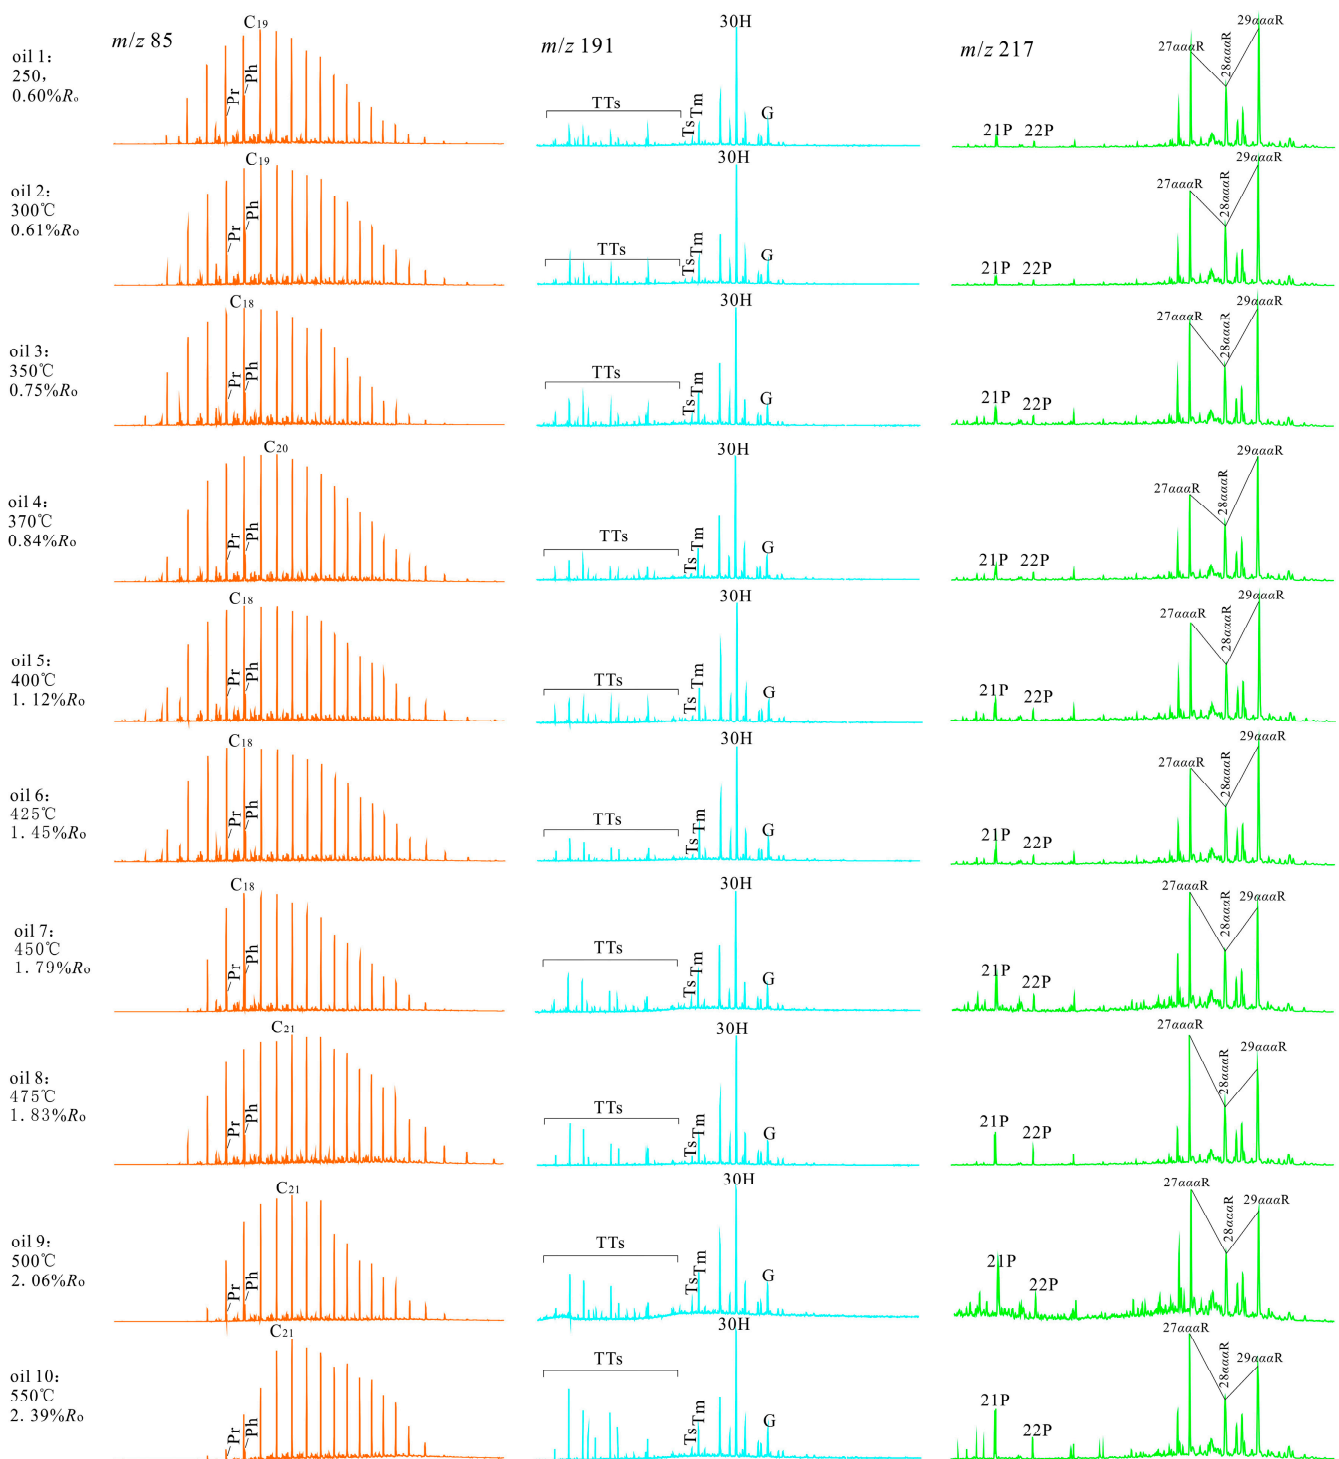 m/z 85
m/z 191
m/z 217
oil 1:
250,
0.60%Ro
C19
Pr
Ph
TTs
Ts
Tm
30H
G
21P
22P
27αααR
28αααR
29αααR
oil 2:
300℃
0.61%Ro
C19
Pr
Ph
TTs
Ts
Tm
30H
G
21P
22P
27αααR
28αααR
29αααR
oil 3:
350℃
0.75%Ro
C18
Pr
Ph
TTs
Ts
Tm
30H
G
21P
22P
27αααR
28αααR
29αααR
oil 4:
370℃
0.84%Ro
C20
Pr
Ph
TTs
Ts
Tm
30H
G
21P
22P
27αααR
28αααR
29αααR
oil 5:
400℃
1.12%Ro
C18
Pr
Ph
TTs
Ts
Tm
30H
G
21P
22P
27αααR
28αααR
29αααR
oil 6:
425℃
1.45%Ro
C18
Pr
Ph
TTs
Ts
Tm
30H
G
21P
22P
27αααR
28αααR
29αααR
oil 7:
450℃
1.79%Ro
C18
Pr
Ph
TTs
Ts
Tm
30H
G
21P
22P
27αααR
28αααR
29αααR
oil 8:
475℃
1.83%Ro
C21
Pr
Ph
TTs
Ts
Tm
30H
G
21P
22P
27αααR
28αααR
29αααR
oil 9:
500℃
2.06%Ro
C21
Pr
Ph
TTs
Ts
Tm
30H
G
21P
22P
27αααR
28αααR
29αααR
oil 10:
550℃
2.39%Ro
C21
Pr
Ph
TTs
Ts
Tm
30H
G
21P
22P
27αααR
28αααR
29αααR